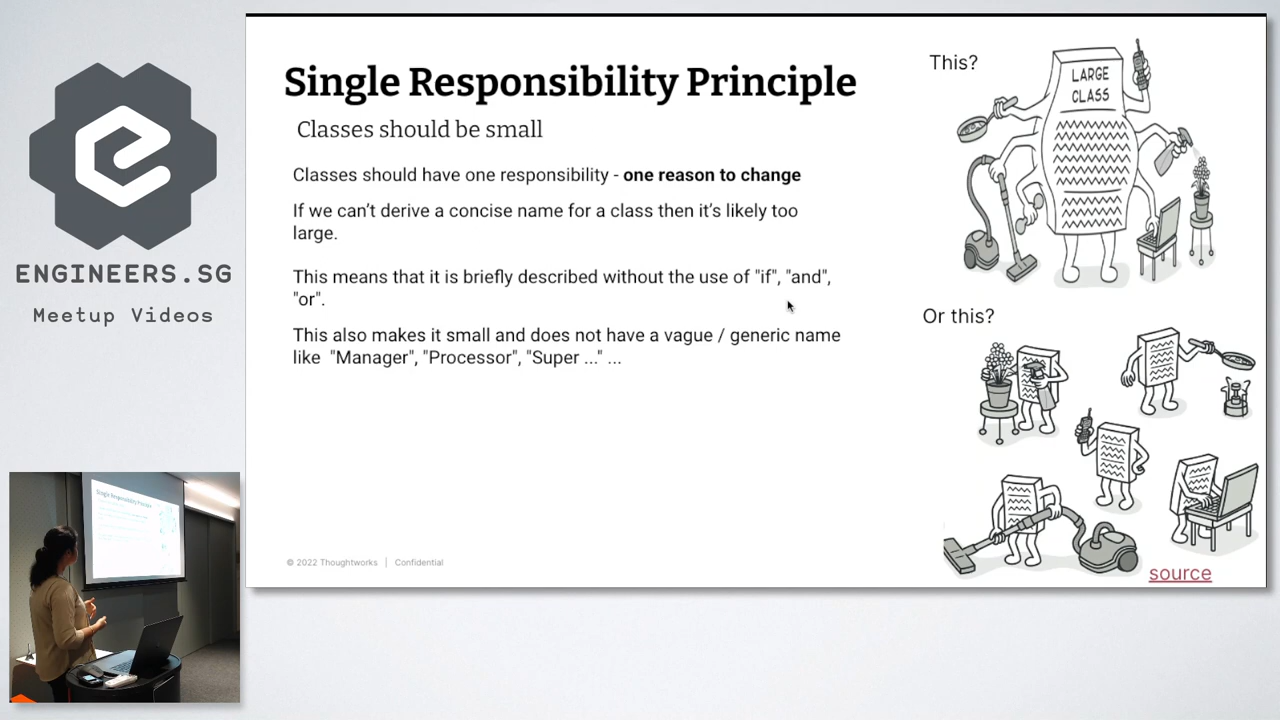 ENGINEERS.SG
Meetup Videos
Single Responsibility Principle
Classes should be small
Classes should have one responsibility - one reason to change
If we can’t derive a concise name for a class then it’s likely too
large.
This means that it is briefly described without the use of "if", "and",
"or".
This also makes it small and does not have a vague / generic name
like "Manager", "Processor", "Super ..." ...
© 2022 Thoughtworks | Confidential
This?
LARGE
CLASS
Or this?
source
Single Responsibility Principle